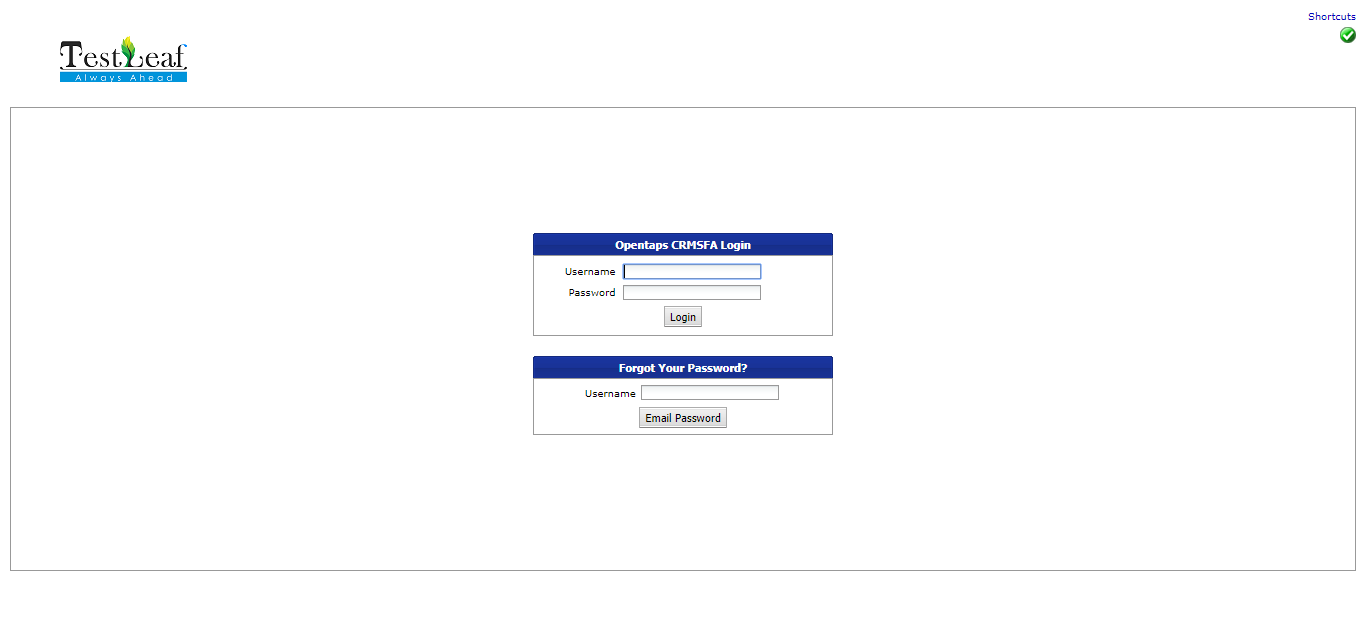 Shortcuts
TestLeaf
Always Ahead
Opentaps CRMSFA Login
Username
Password
Login
Forgot Your Password?
Username
Email Password